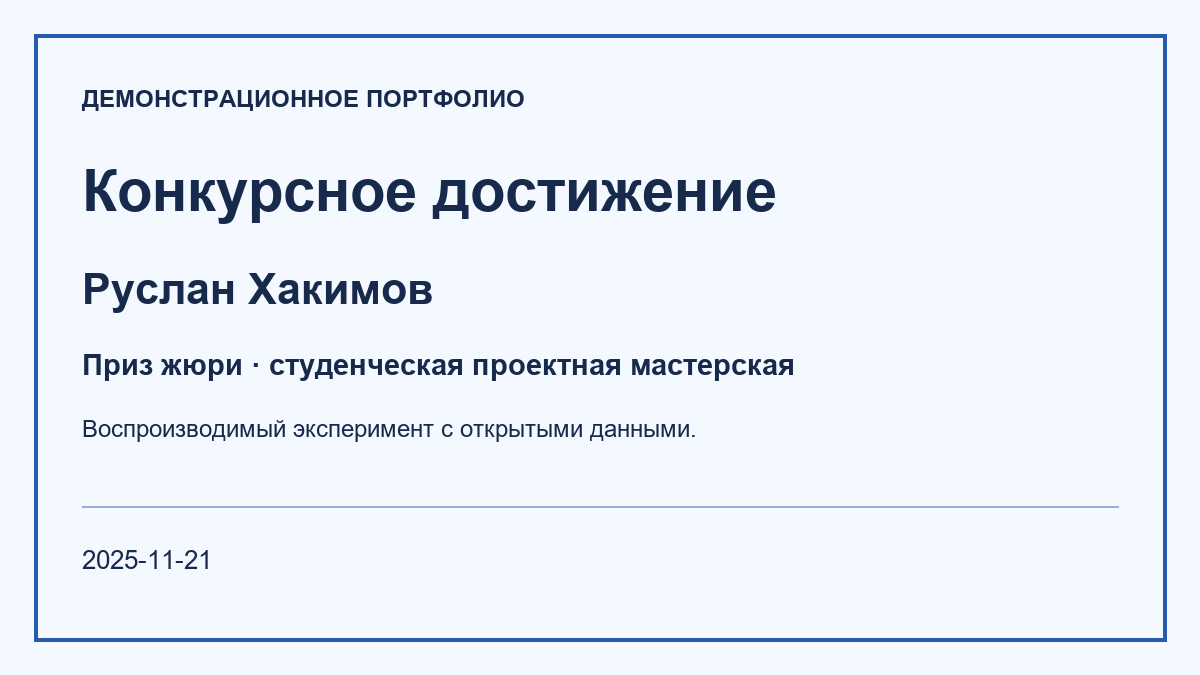 ДЕМОНСТРАЦИОННОЕ ПОРТФОЛИО
Конкурсное достижение
Руслан Хакимов
Приз жюри · студенческая проектная мастерская
Воспроизводимый эксперимент с открытыми данными.
2025-11-21